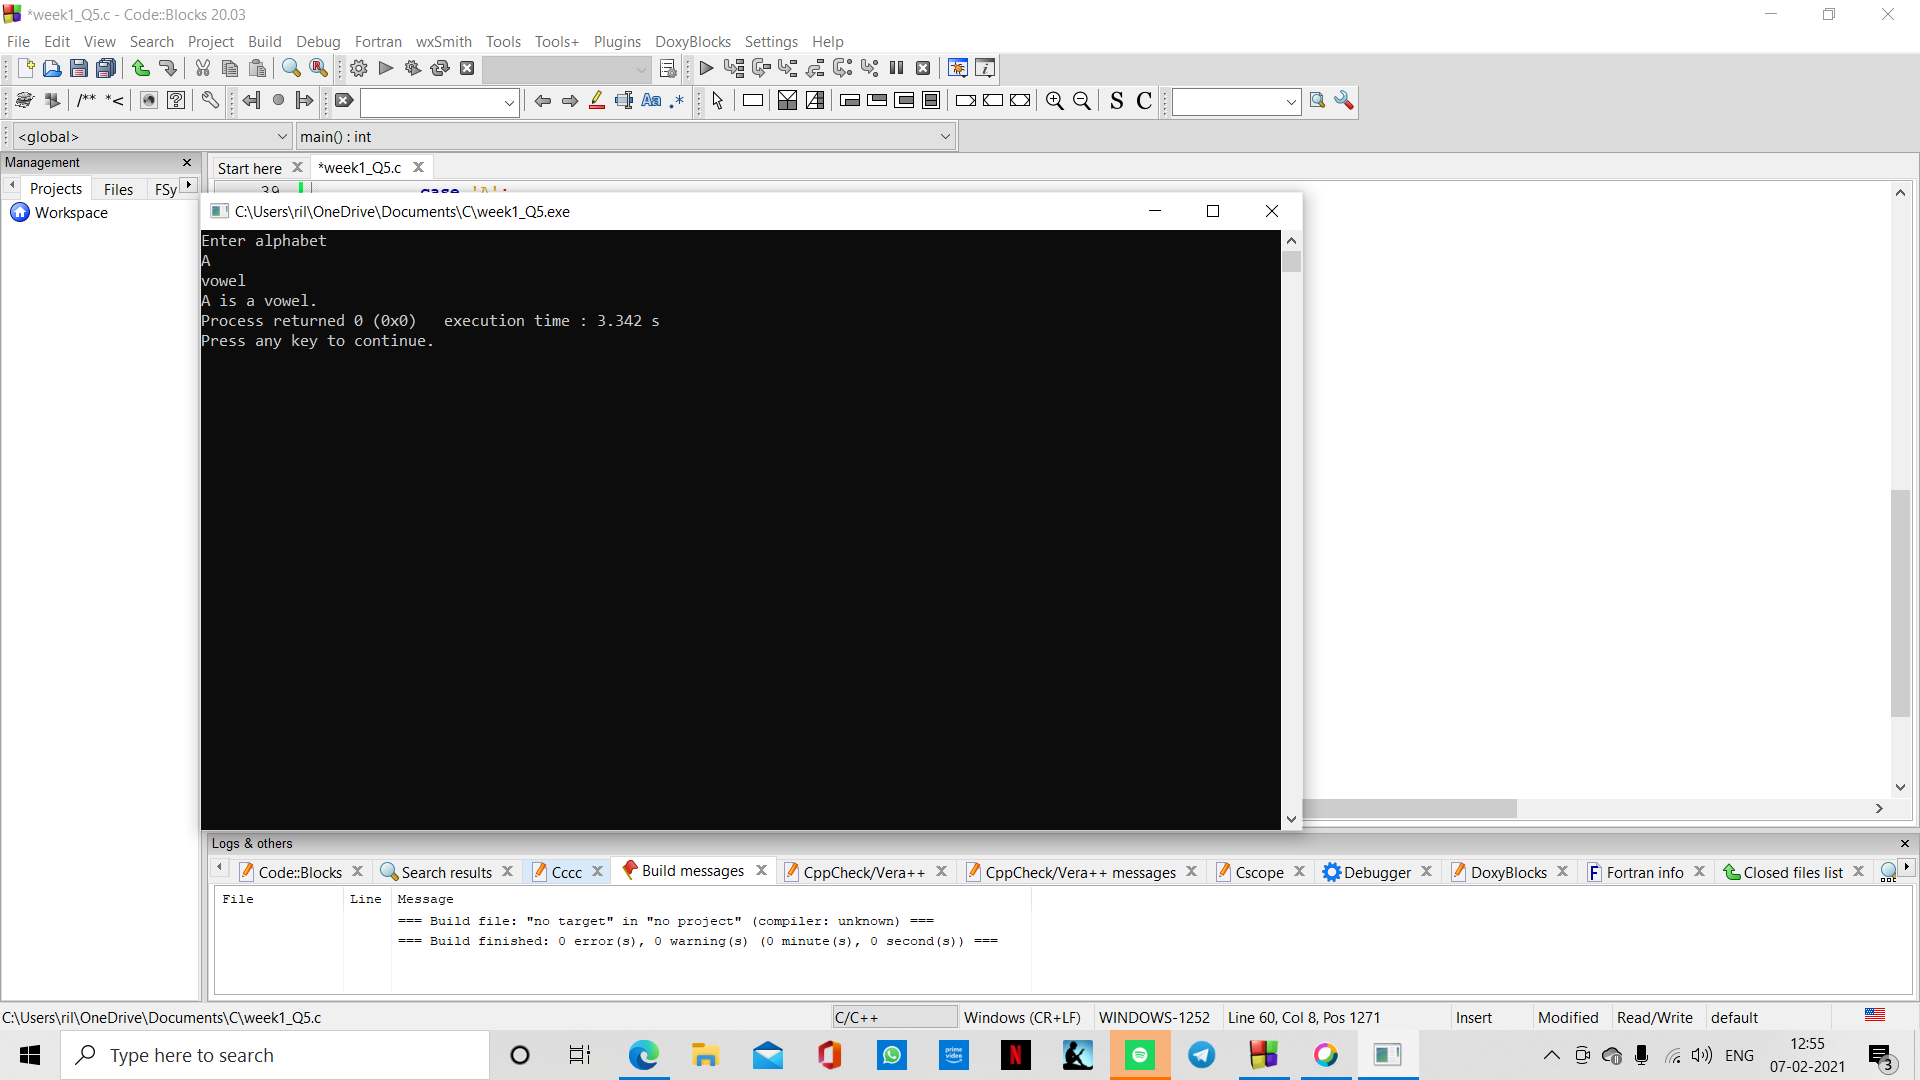 *week1_Q5.c - Code::Blocks 20.03
File Edit View Search Project Build Debug Fortran wxSmith Tools Tools+ Plugins DoxyBlocks Settings Help
/** *<
Aa .*
S C
<global>
main() : int
Management
Start here
*week1_Q5.c
Projects Files FSy
39
Workspace
C:\Users\ril\OneDrive\Documents\C\week1_Q5.exe
Enter alphabet
A
vowel
A is a vowel.
Process returned 0 (0x0)   execution time : 3.342 s
Press any key to continue.
Logs & others
Code::Blocks Search results Cccc Build messages CppCheck/Vera++ CppCheck/Vera++ messages Cscope Debugger DoxyBlocks Fortran info Closed files list
File Line Message
=== Build file: "no target" in "no project" (compiler: unknown) ===
=== Build finished: 0 error(s), 0 warning(s) (0 minute(s), 0 second(s)) ===
C:\Users\ril\OneDrive\Documents\C\week1_Q5.c C/C++ Windows (CR+LF) WINDOWS-1252 Line 60, Col 8, Pos 1271 Insert Modified Read/Write default
Type here to search
prime video
N
ENG
12:55
07-02-2021
3